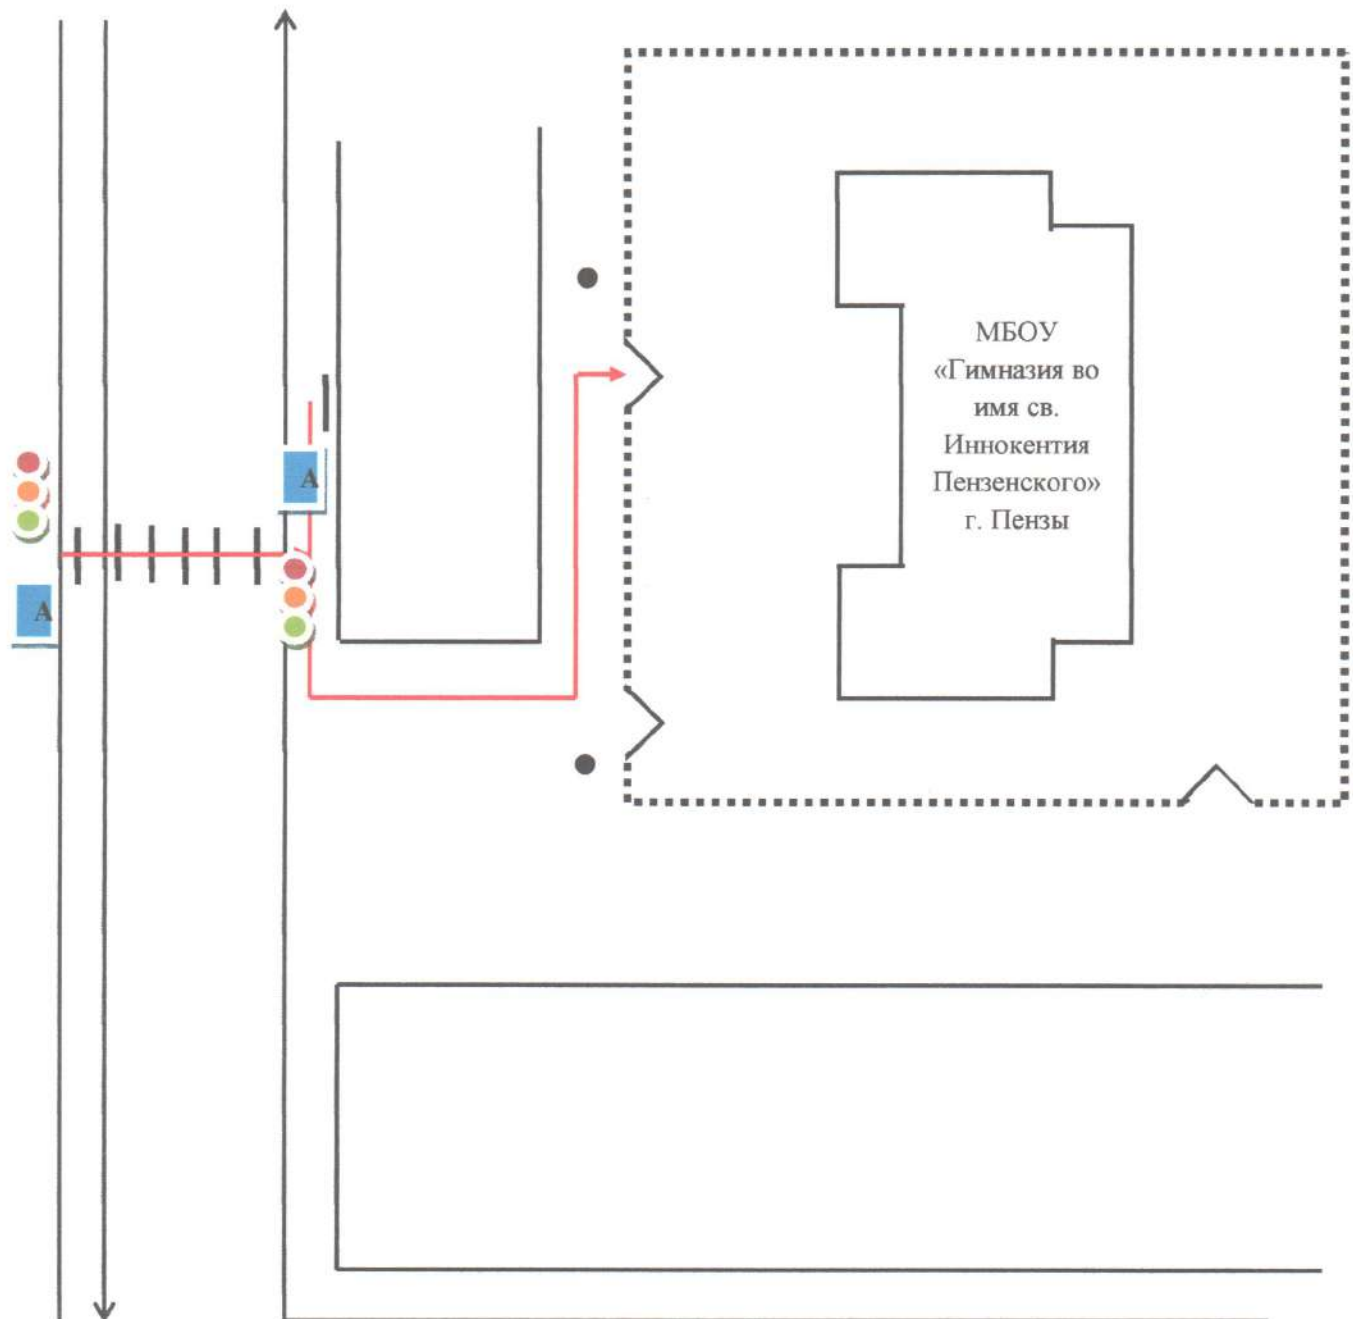 МБОУ
«Гимназия во
имя св.
Иннокентия
Пензенского»
г. Пензы
А
А